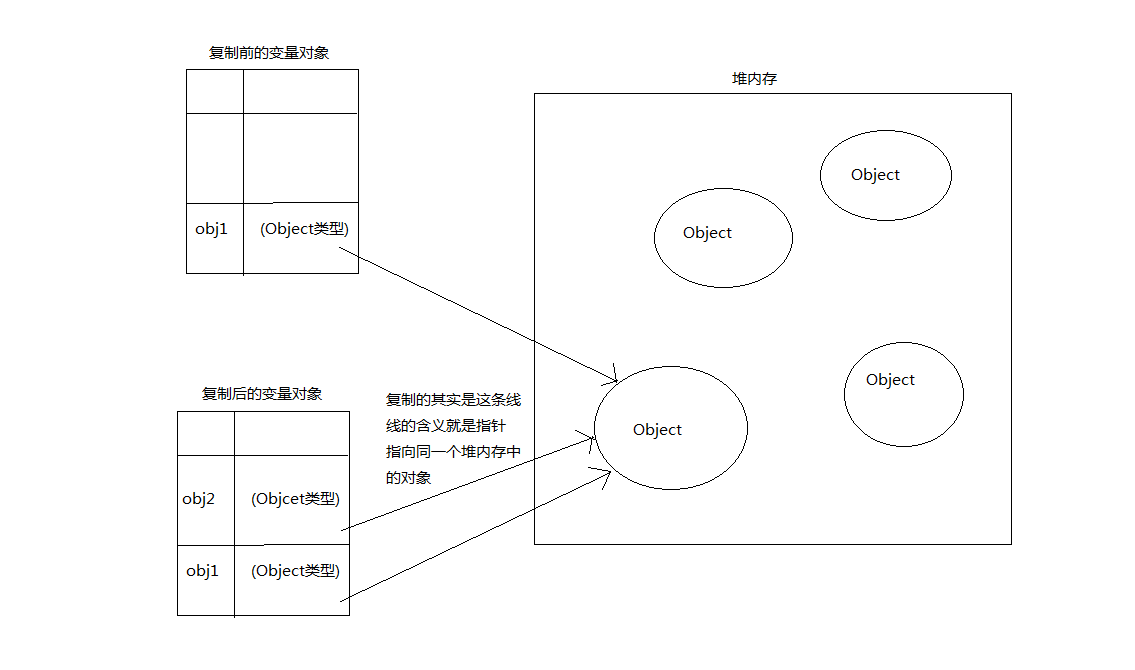 复制前的变量对象
obj1 (Object类型)
堆内存
Object
Object
Object
Object
复制后的变量对象
obj2 (Objcet类型)
obj1 (Object类型)
复制的其实是这条线
线的含义就是指针
指向同一个堆内存中
的对象